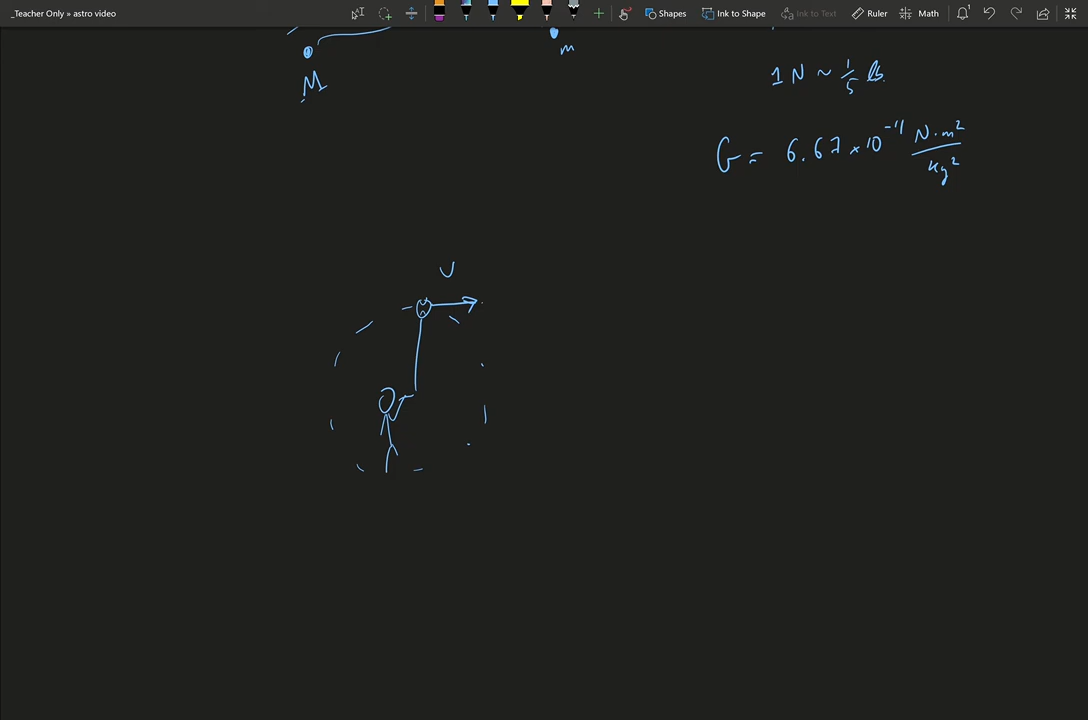 _Teacher Only » astro video
Shapes
Ink to Shape
Ink to Text
Ruler
Math
M
m
1 N ~ 1/5 lb.
G = 6.67 × 10^-11 N·m²/kg²
v